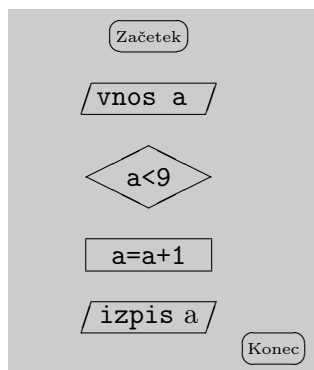 Začetek
vnos a
a<9
a=a+1
izpis a
Konec